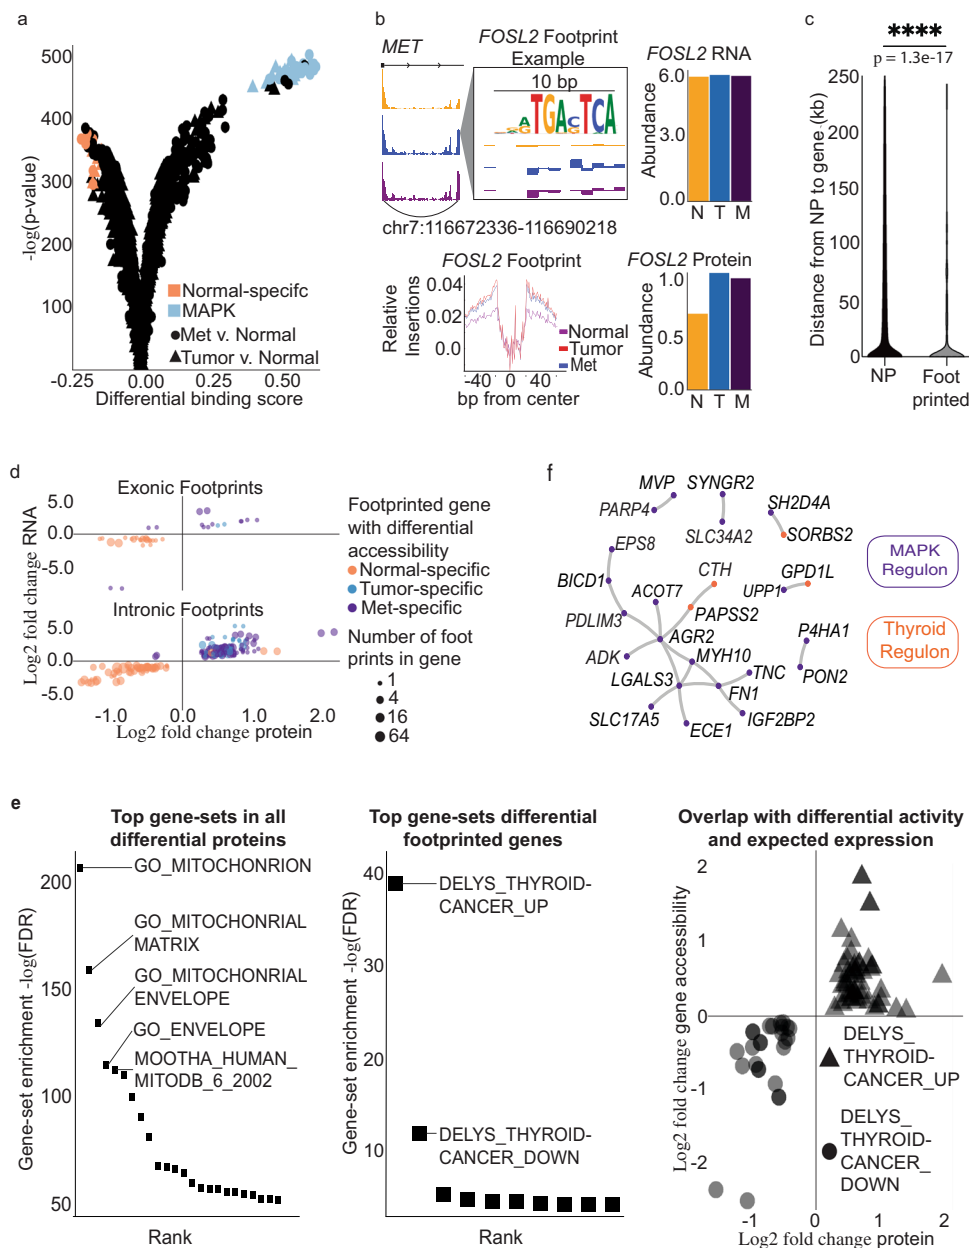 a
500
400
300
200
100
-log(p-value)
Normal-specifc
MAPK
Met v. Normal
Tumor v. Normal
-0.25
0.00
0.25
0.50
Differential binding score
b
MET
FOSL2 Footprint
Example
10 bp
TGAGTCA
chr7:116672336-116690218
FOSL2 RNA
6.0
3.0
0.0
Abundance
N T M
FOSL2 Footprint
0.04
0.02
0.0
Relative
Insertions
Normal
Tumor
Met
-40
0
40
bp from center
FOSL2 Protein
1.0
0.5
0.0
Abundance
N T M
c
****
p = 1.3e-17
250
200
150
100
50
0
Distance from NP to gene (kb)
NP
Foot
printed
d
Exonic Footprints
5.0
0.0
-5.0
Intronic Footprints
5.0
0.0
-5.0
Log2 fold change RNA
-1.0
0.0
1.0
2.0
Log2 fold change protein
Footprinted gene
with differential
accessibility
Normal-specific
Tumor-specific
Met-specific
Number of foot
prints in gene
1
4
16
64
f
MVP
SYNGR2
PARP4
SH2D4A
SLC34A2
SORBS2
EPS8
CTH
GPD1L
BICD1
ACOT7
UPP1
PDLIM3
PAPSS2
AGR2
P4HA1
ADK
MYH10
LGALS3
TNC
PON2
FN1
SLC17A5
IGF2BP2
ECE1
MAPK
Regulon
Thyroid
Regulon
e
Top gene-sets in all
differential proteins
200
150
100
50
Gene-set enrichment -log(FDR)
GO_MITOCHONRION
GO_MITOCHONRIAL
MATRIX
GO_MITOCHONRIAL
ENVELOPE
GO_ENVELOPE
MOOTHA_HUMAN_
MITODB_6_2002
Rank
Top gene-sets differential
footprinted genes
40
30
20
10
Gene-set enrichment -log(FDR)
DELYS_THYROID-
CANCER_UP
DELYS_THYROID-
CANCER_DOWN
Rank
Overlap with differential activity
and expected expression
2
1
0
-1
-2
Log2 fold change gene accessibility
DELYS_
THYROID-
CANCER_UP
DELYS_
THYROID-
CANCER_
DOWN
-1
0
1
2
Log2 fold change protein